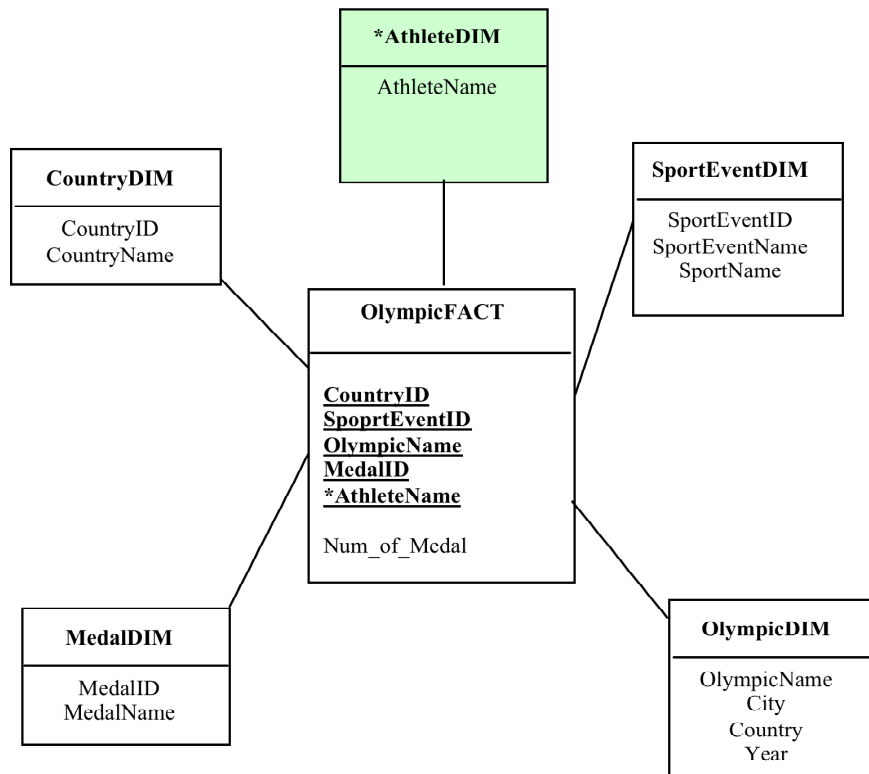 *AthleteDIM
AthleteName
CountryDIM
CountryID
CountryName
SportEventDIM
SportEventID
SportEventName
SportName
OlympicFACT
CountryID
SpoprtEventID
OlympicName
MedalID
*AthleteName
Num_of_Medal
MedalDIM
MedalID
MedalName
OlympicDIM
OlympicName
City
Country
Year